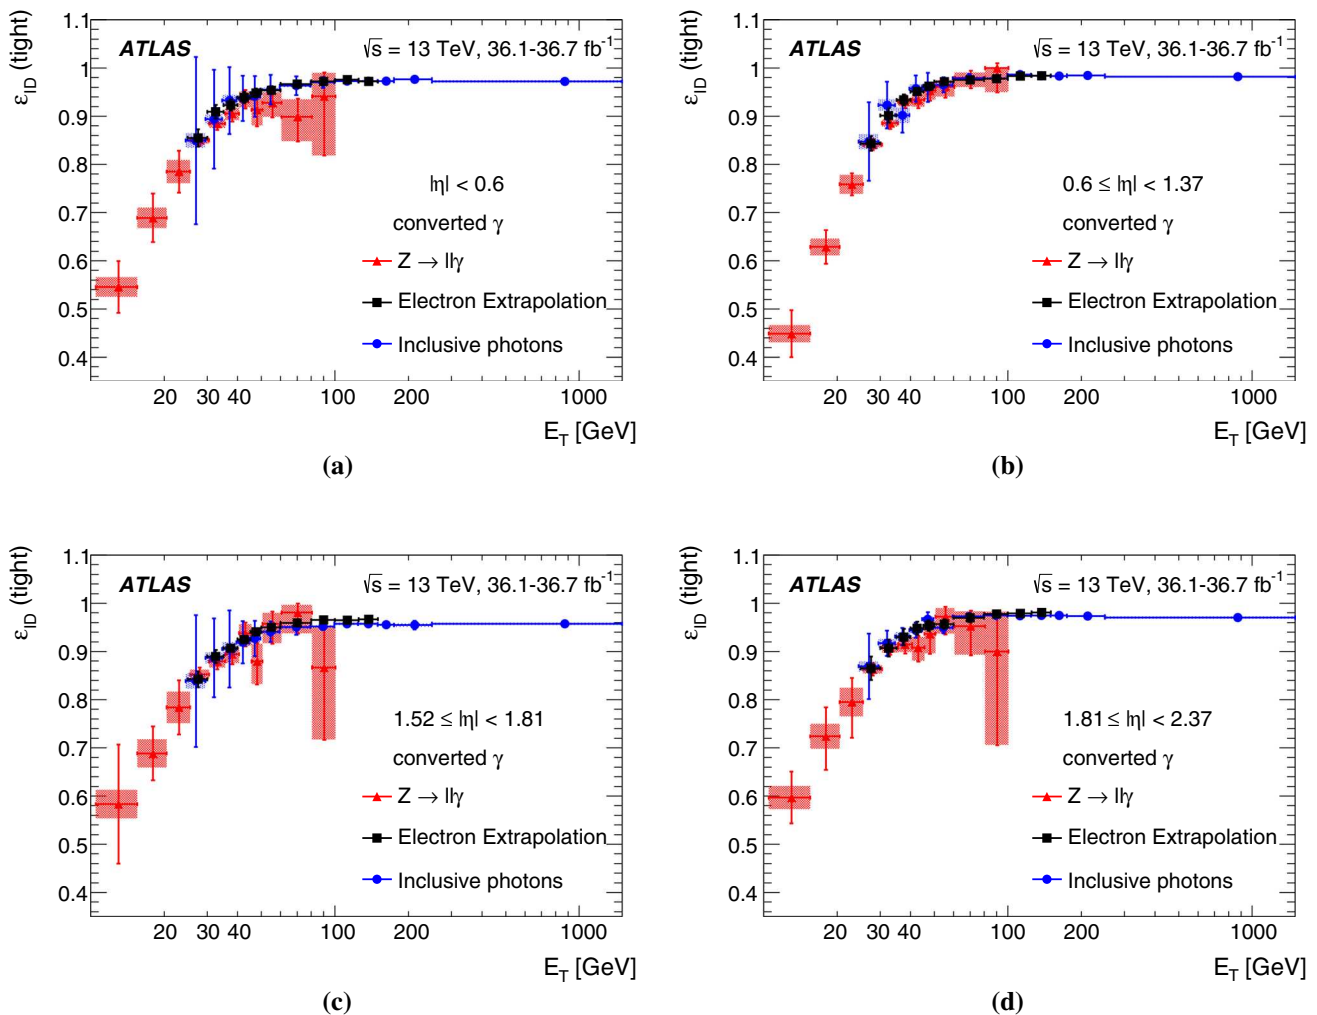 1.1
ATLAS
√s = 13 TeV, 36.1-36.7 fb⁻¹
ε_ID (tight)
1
0.9
0.8
0.7
0.6
0.5
0.4
|η| < 0.6
converted γ
Z → llγ
Electron Extrapolation
Inclusive photons
20 30 40 100 200 1000
E_T [GeV]
(a)
1.1
ATLAS
√s = 13 TeV, 36.1-36.7 fb⁻¹
ε_ID (tight)
1
0.9
0.8
0.7
0.6
0.5
0.4
0.6 ≤ |η| < 1.37
converted γ
Z → llγ
Electron Extrapolation
Inclusive photons
20 30 40 100 200 1000
E_T [GeV]
(b)
1.1
ATLAS
√s = 13 TeV, 36.1-36.7 fb⁻¹
ε_ID (tight)
1
0.9
0.8
0.7
0.6
0.5
0.4
1.52 ≤ |η| < 1.81
converted γ
Z → llγ
Electron Extrapolation
Inclusive photons
20 30 40 100 200 1000
E_T [GeV]
(c)
1.1
ATLAS
√s = 13 TeV, 36.1-36.7 fb⁻¹
ε_ID (tight)
1
0.9
0.8
0.7
0.6
0.5
0.4
1.81 ≤ |η| < 2.37
converted γ
Z → llγ
Electron Extrapolation
Inclusive photons
20 30 40 100 200 1000
E_T [GeV]
(d)